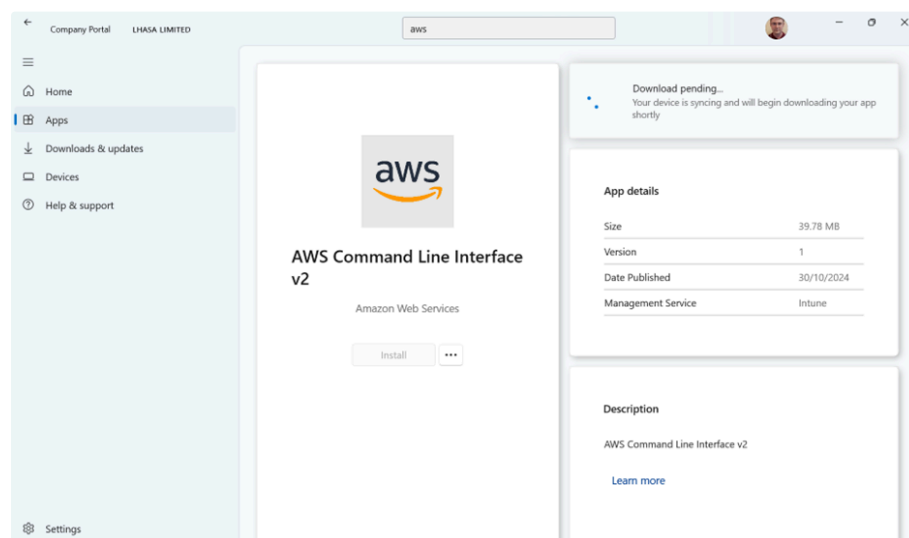 Company Portal LHASA LIMITED
aws
Home
Apps
Downloads & updates
Devices
Help & support
Settings
aws
AWS Command Line Interface
v2
Amazon Web Services
Install
Download pending...
Your device is syncing and will begin downloading your app
shortly
App details
Size 39.78 MB
Version 1
Date Published 30/10/2024
Management Service Intune
Description
AWS Command Line Interface v2
Learn more